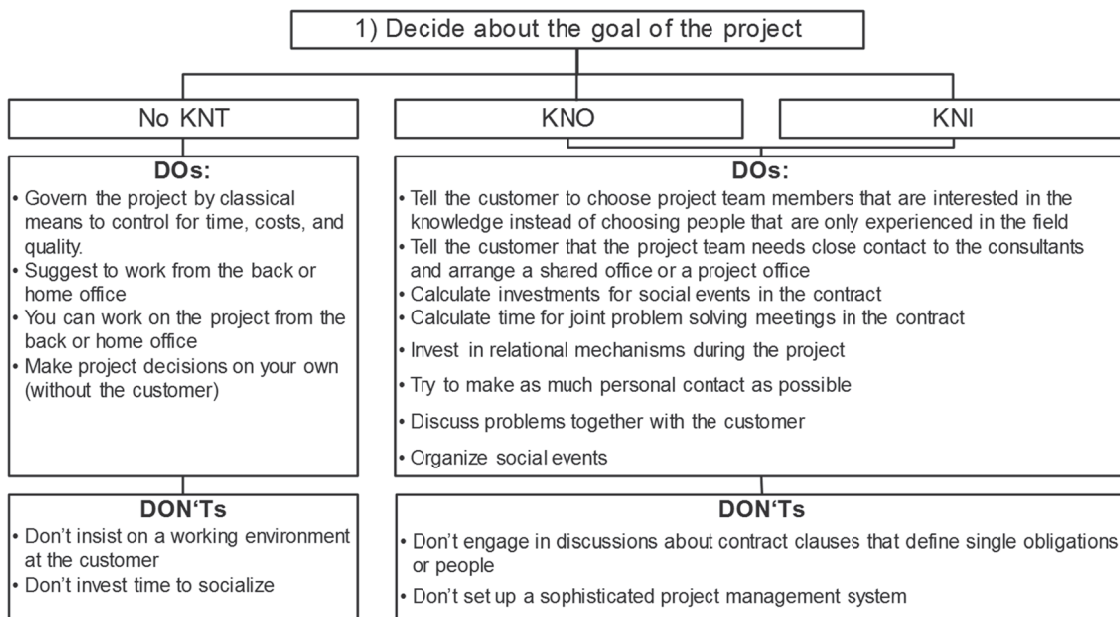 1) Decide about the goal of the project
No KNT
KNO
KNI
DOs:
• Govern the project by classical
means to control for time, costs, and
quality.
• Suggest to work from the back or
home office
• You can work on the project from the
back or home office
• Make project decisions on your own
(without the customer)
DOs:
• Tell the customer to choose project team members that are interested in the
knowledge instead of choosing people that are only experienced in the field
• Tell the customer that the project team needs close contact to the consultants
and arrange a shared office or a project office
• Calculate investments for social events in the contract
• Calculate time for joint problem solving meetings in the contract
• Invest in relational mechanisms during the project
• Try to make as much personal contact as possible
• Discuss problems together with the customer
• Organize social events
DON‘Ts
• Don’t insist on a working environment
at the customer
• Don’t invest time to socialize
DON‘Ts
• Don’t engage in discussions about contract clauses that define single obligations
or people
• Don’t set up a sophisticated project management system